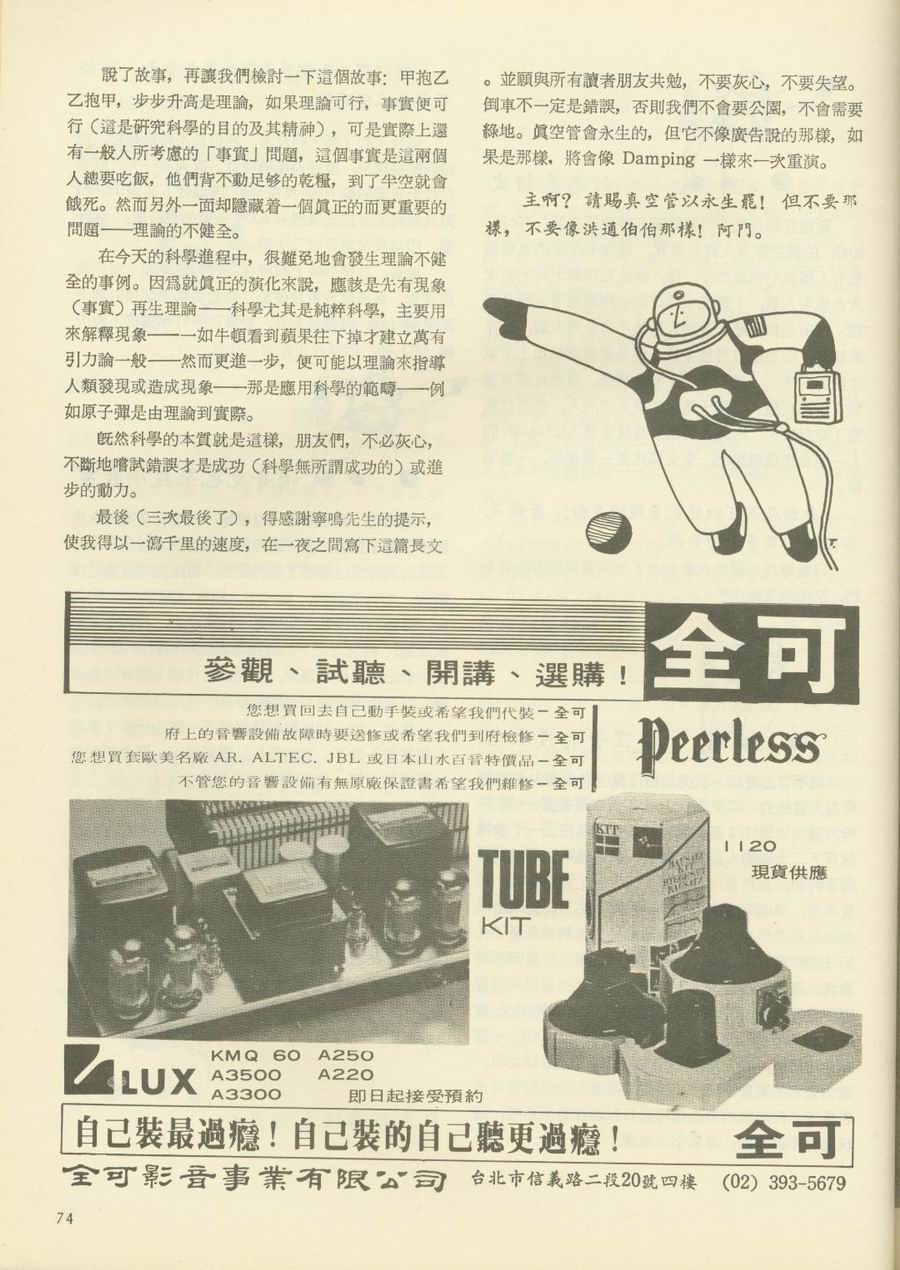 說了故事，再讓我們檢討一下這個故事：甲抱乙
乙抱甲，步步升高是理論，如果理論可行，事實便可
行（這是研究科學的目的及其精神），可是實際上還
有一般人所考慮的「事實」問題，這個事實是這兩個
人總要吃飯，他們背不動足够的乾糧，到了半空就會
餓死。然而另外一面却隱藏着一個眞正的而更重要的
問題——理論的不健全。
在今天的科學進程中，很難免地會發生理論不健
全的事例。因爲就眞正的演化來說，應該是先有現象
（事實）再生理論——科學尤其是純粹科學，主要用
來解釋現象——一如牛頓看到蘋果往下掉才建立萬有
引力論一般——然而更進一步，便可能以理論來指導
人類發現或造成現象——那是應用科學的範疇——例
如原子彈是由理論到實際。
旣然科學的本質就是這樣，朋友們，不必灰心，
不斷地嚐試錯誤才是成功（科學無所謂成功的）或進
步的動力。
最後（三次最後了），得感謝寧鳴先生的提示，
使我得以一瀉千里的速度，在一夜之間寫下這篇長文
。並願與所有讀者朋友共勉，不要灰心，不要失望。
倒車不一定是錯誤，否則我們不會要公園，不會需要
綠地。眞空管會永生的，但它不像廣告說的那樣，如
果是那樣，將會像 Damping 一樣來一次重演。
主啊？請賜真空管以永生罷！但不要那
樣，不要像洪通伯伯那樣！阿門。
全可
參觀、試聽、開講、選購！
您想買回去自己動手裝或希望我們代裝－全可
府上的音響設備故障時要送修或希望我們到府檢修－全可
您想買套歐美名廠 AR. ALTEC. JBL 或日本山水百音特價品－全可
不管您的音響設備有無原廠保證書希望我們維修－全可
Peerless
TUBE
KIT
KIT
1120
現貨供應
LUX
KMQ 60 A250
A3500 A220
A3300 即日起接受預約
自己裝最過癮！自己裝的自己聽更過癮！ 全可
全可影音事業有限公司 台北市信義路二段20號四樓 (02) 393-5679
74